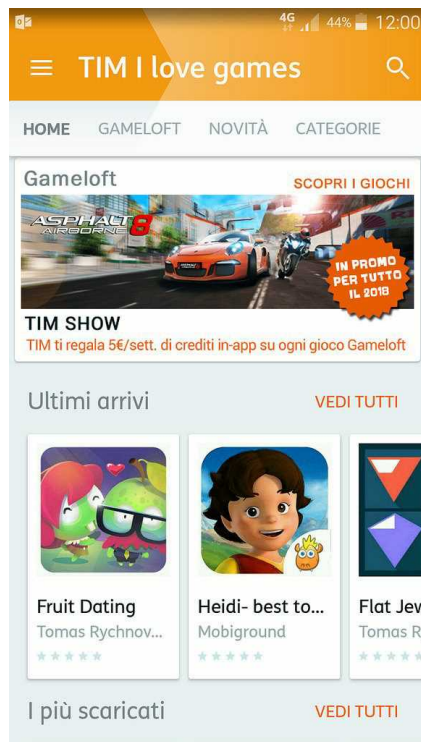 4G 44% 12:00
TIM I love games
HOME GAMELOFT NOVITÀ CATEGORIE
Gameloft SCOPRI I GIOCHI
ASPHALT 8
AIRBORNE
IN PROMO
PER TUTTO
IL 2018
TIM SHOW
TIM ti regala 5€/sett. di crediti in-app su ogni gioco Gameloft
Ultimi arrivi VEDI TUTTI
Fruit Dating Heidi- best to... Flat Jew
Tomas Rychnov... Mobiground Tomas R
I più scaricati VEDI TUTTI